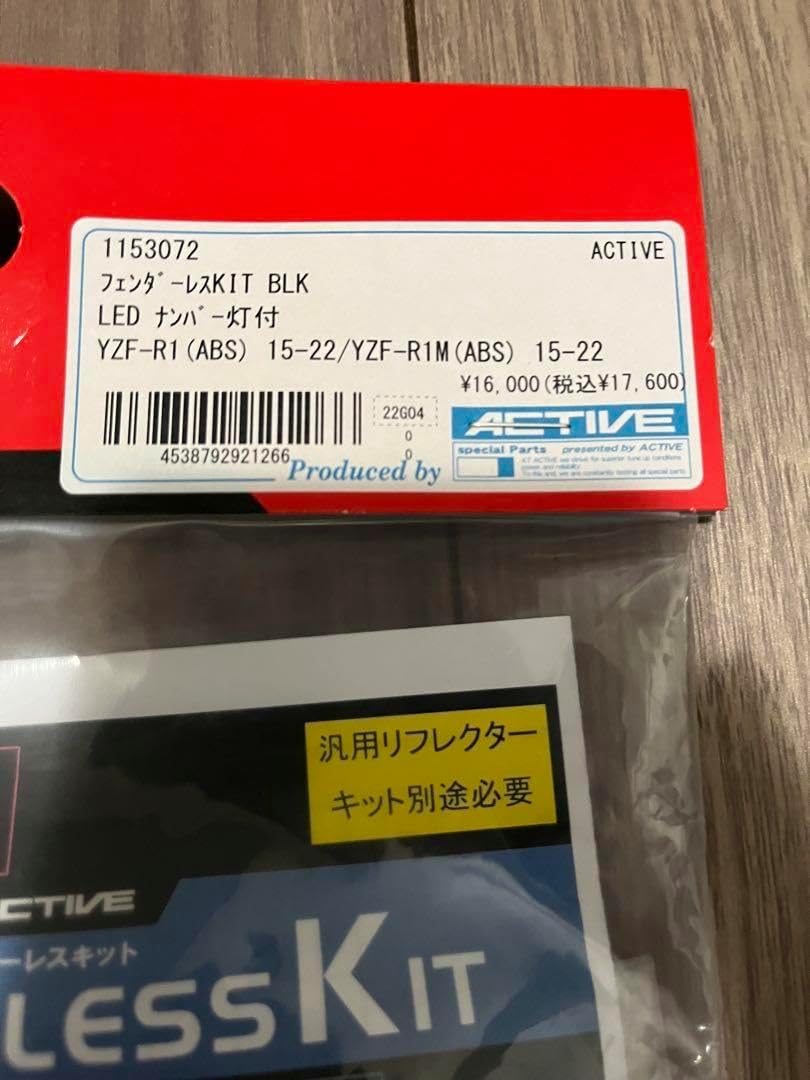 1153072 ACTIVE
フェンダーレスKIT BLK
LED ナンバー灯付
YZF-R1(ABS) 15-22/YZF-R1M(ABS) 15-22
¥16,000(税込¥17,600)
22G04
0
0
4538792921266
Produced by
ACTIVE
special Parts presented by ACTIVE
汎用リフレクター
キット別途必要
CTIVE
ーレスキット
LESSKIT